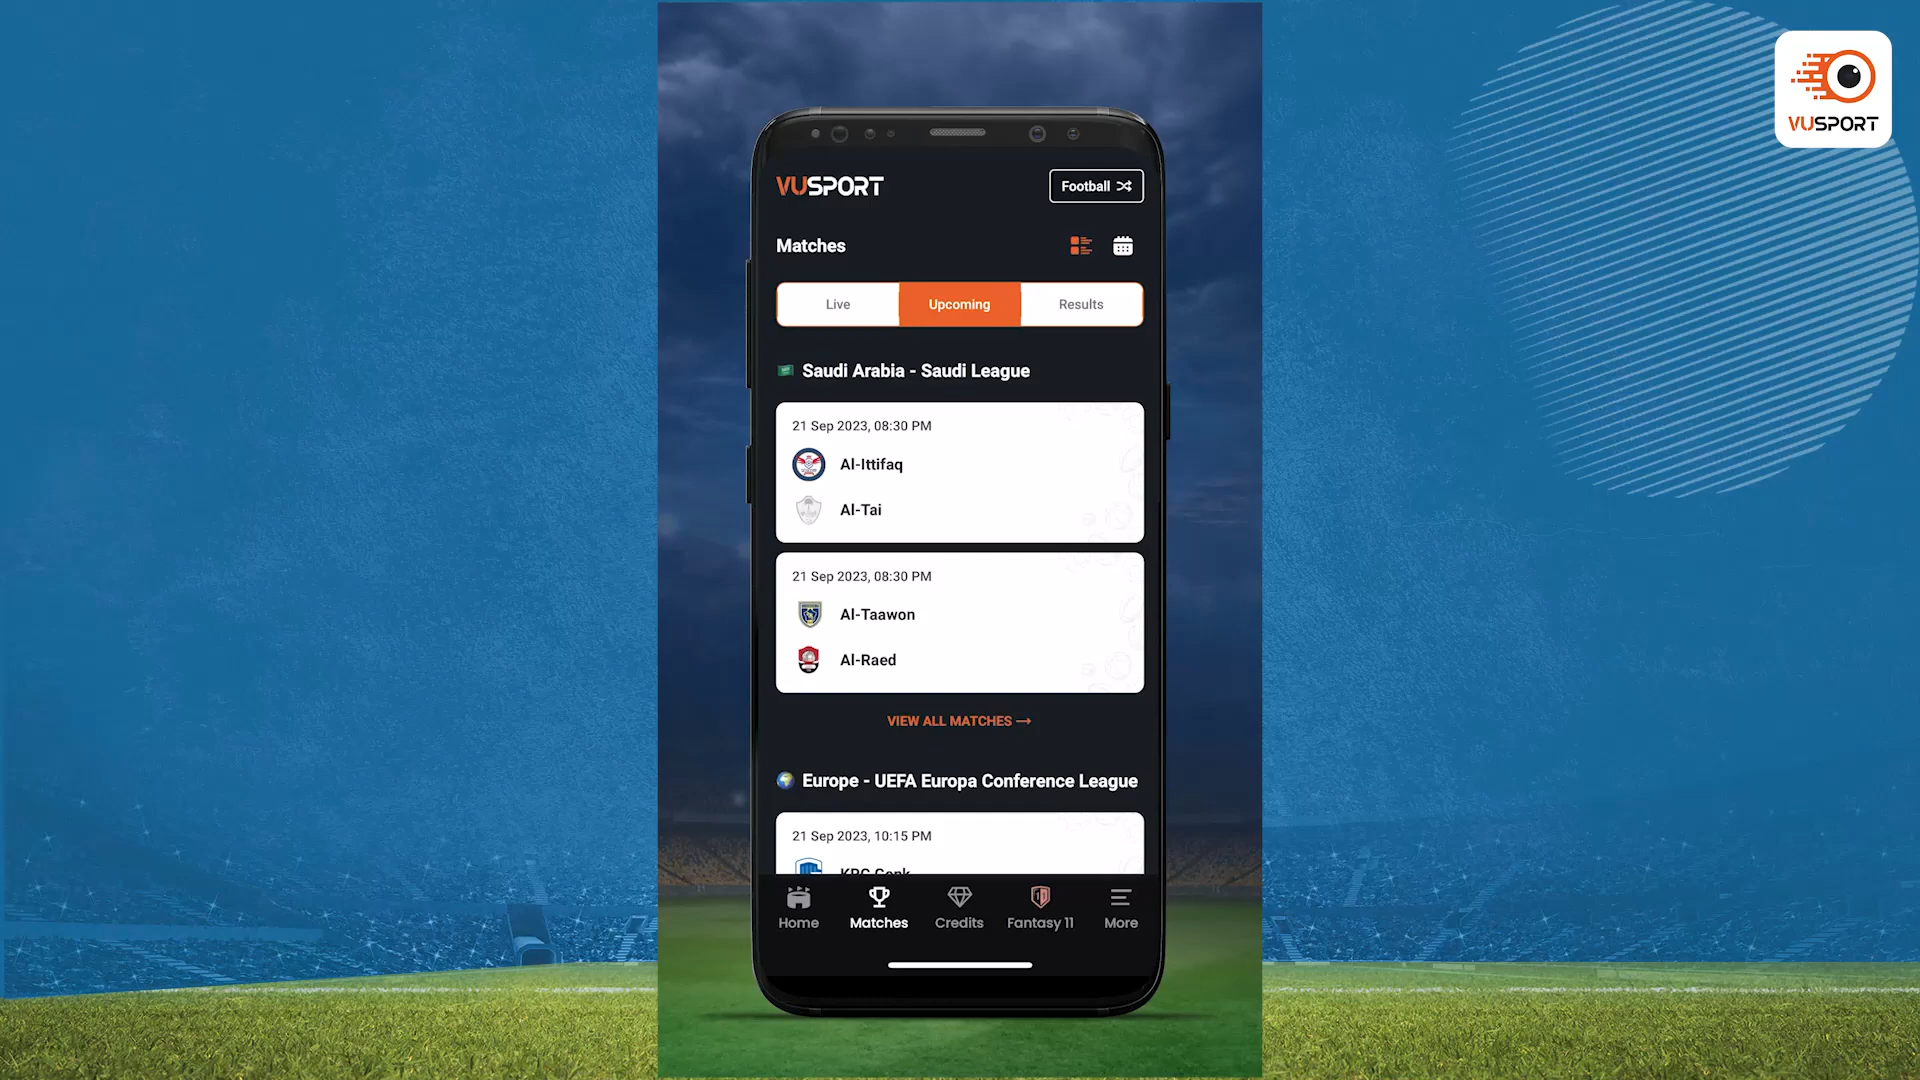 VUSPORT
VUSPORT
Football
Matches
Live
Upcoming
Results
Saudi Arabia - Saudi League
21 Sep 2023, 08:30 PM
Al-Ittifaq
Al-Tai
21 Sep 2023, 08:30 PM
Al-Taawon
Al-Raed
VIEW ALL MATCHES →
Europe - UEFA Europa Conference League
21 Sep 2023, 10:15 PM
KRC Genk
Home
Matches
Credits
Fantasy 11
More